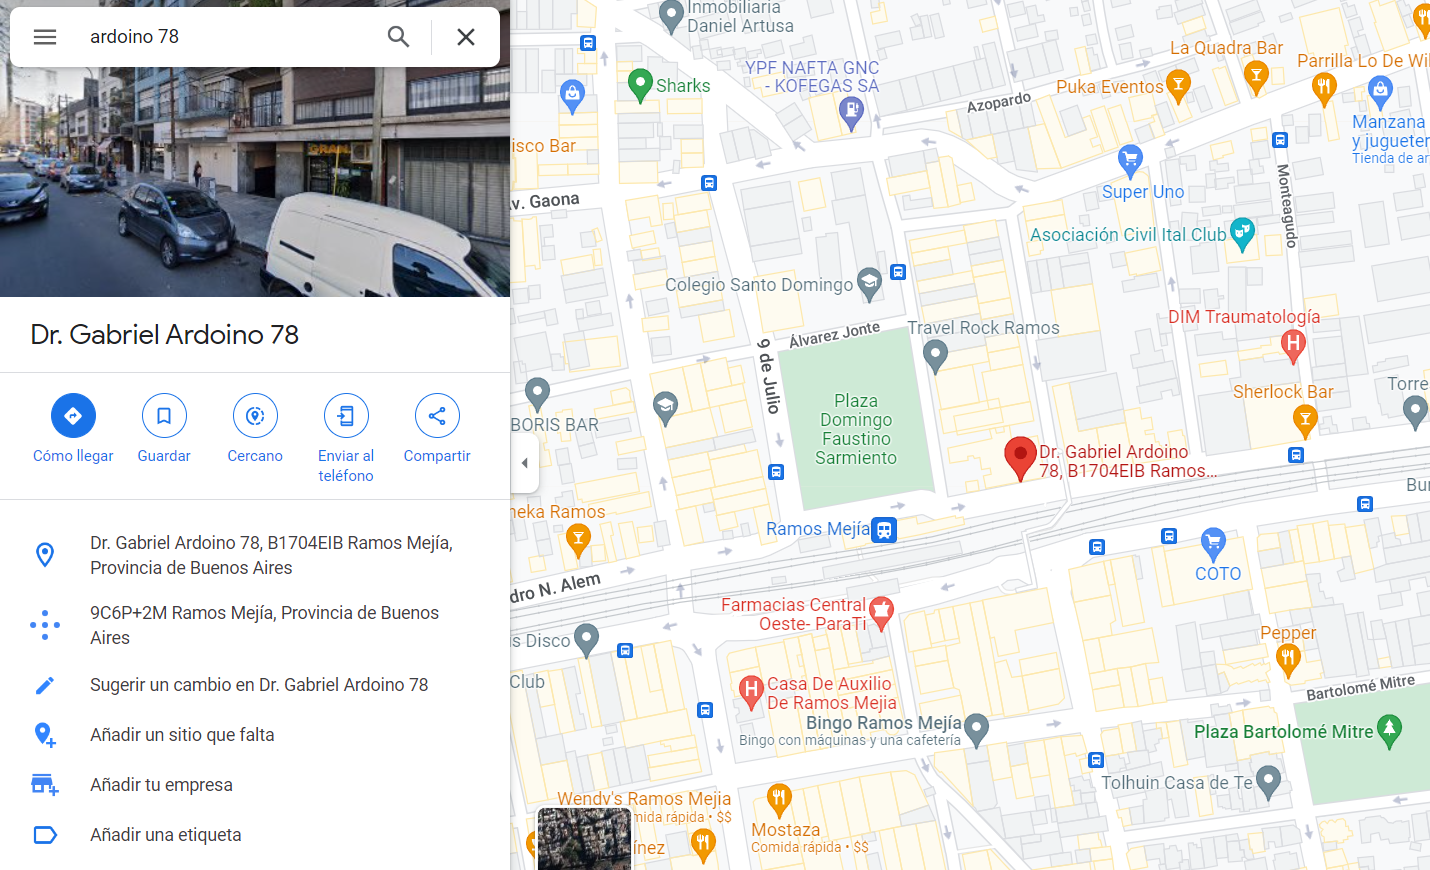 ardoino 78
GRAN
Dr. Gabriel Ardoino 78
Cómo llegar
Guardar
Cercano
Enviar al
teléfono
Compartir
Dr. Gabriel Ardoino 78, B1704EIB Ramos Mejía,
Provincia de Buenos Aires
9C6P+2M Ramos Mejía, Provincia de Buenos
Aires
Sugerir un cambio en Dr. Gabriel Ardoino 78
Añadir un sitio que falta
Añadir tu empresa
Añadir una etiqueta
Inmobiliaria
Daniel Artusa
La Quadra Bar
Parrilla Lo De Wil
YPF NAFTA GNC
- KOFEGAS SA
Sharks
Puka Eventos
Azopardo
Manzana
y jugueter
Tienda de ar
isco Bar
Super Uno
v. Gaona
Monteagudo
Asociación Civil Ital Club
Colegio Santo Domingo
DIM Traumatología
Álvarez Jonte
Travel Rock Ramos
9 de Julio
Plaza
Domingo
Faustino
Sarmiento
Sherlock Bar
Torre
BORIS BAR
Dr. Gabriel Ardoino
78, B1704EIB Ramos...
Bu
neka Ramos
Ramos Mejía
COTO
dro N. Alem
Farmacias Central
Oeste- ParaTi
s Disco
Pepper
Club
Casa De Auxilio
De Ramos Mejia
Bartolomé Mitre
Bingo Ramos Mejía
Bingo con máquinas y una cafetería
Plaza Bartolomé Mitre
Tolhuin Casa de Te
Wendy's Ramos Mejia
mida rápida • $$
Mostaza
Comida rápida • $$
ínez